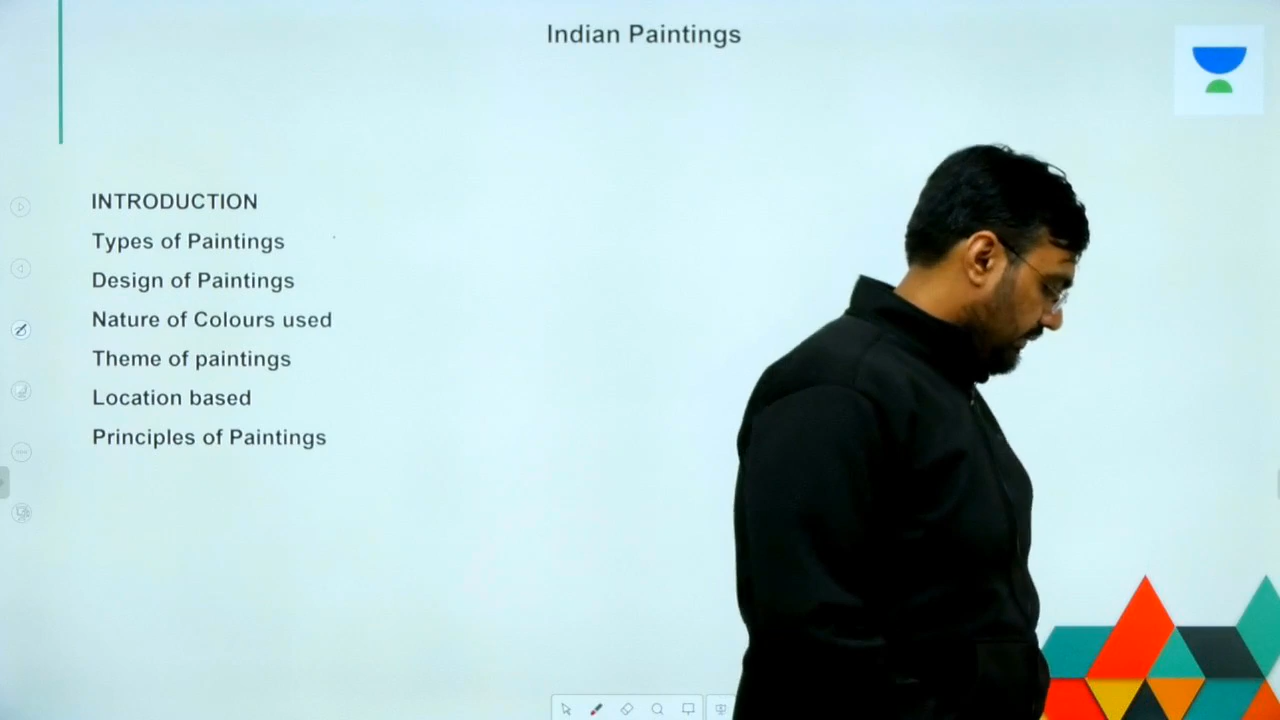 Indian Paintings
INTRODUCTION
Types of Paintings
Design of Paintings
Nature of Colours used
Theme of paintings
Location based
Principles of Paintings